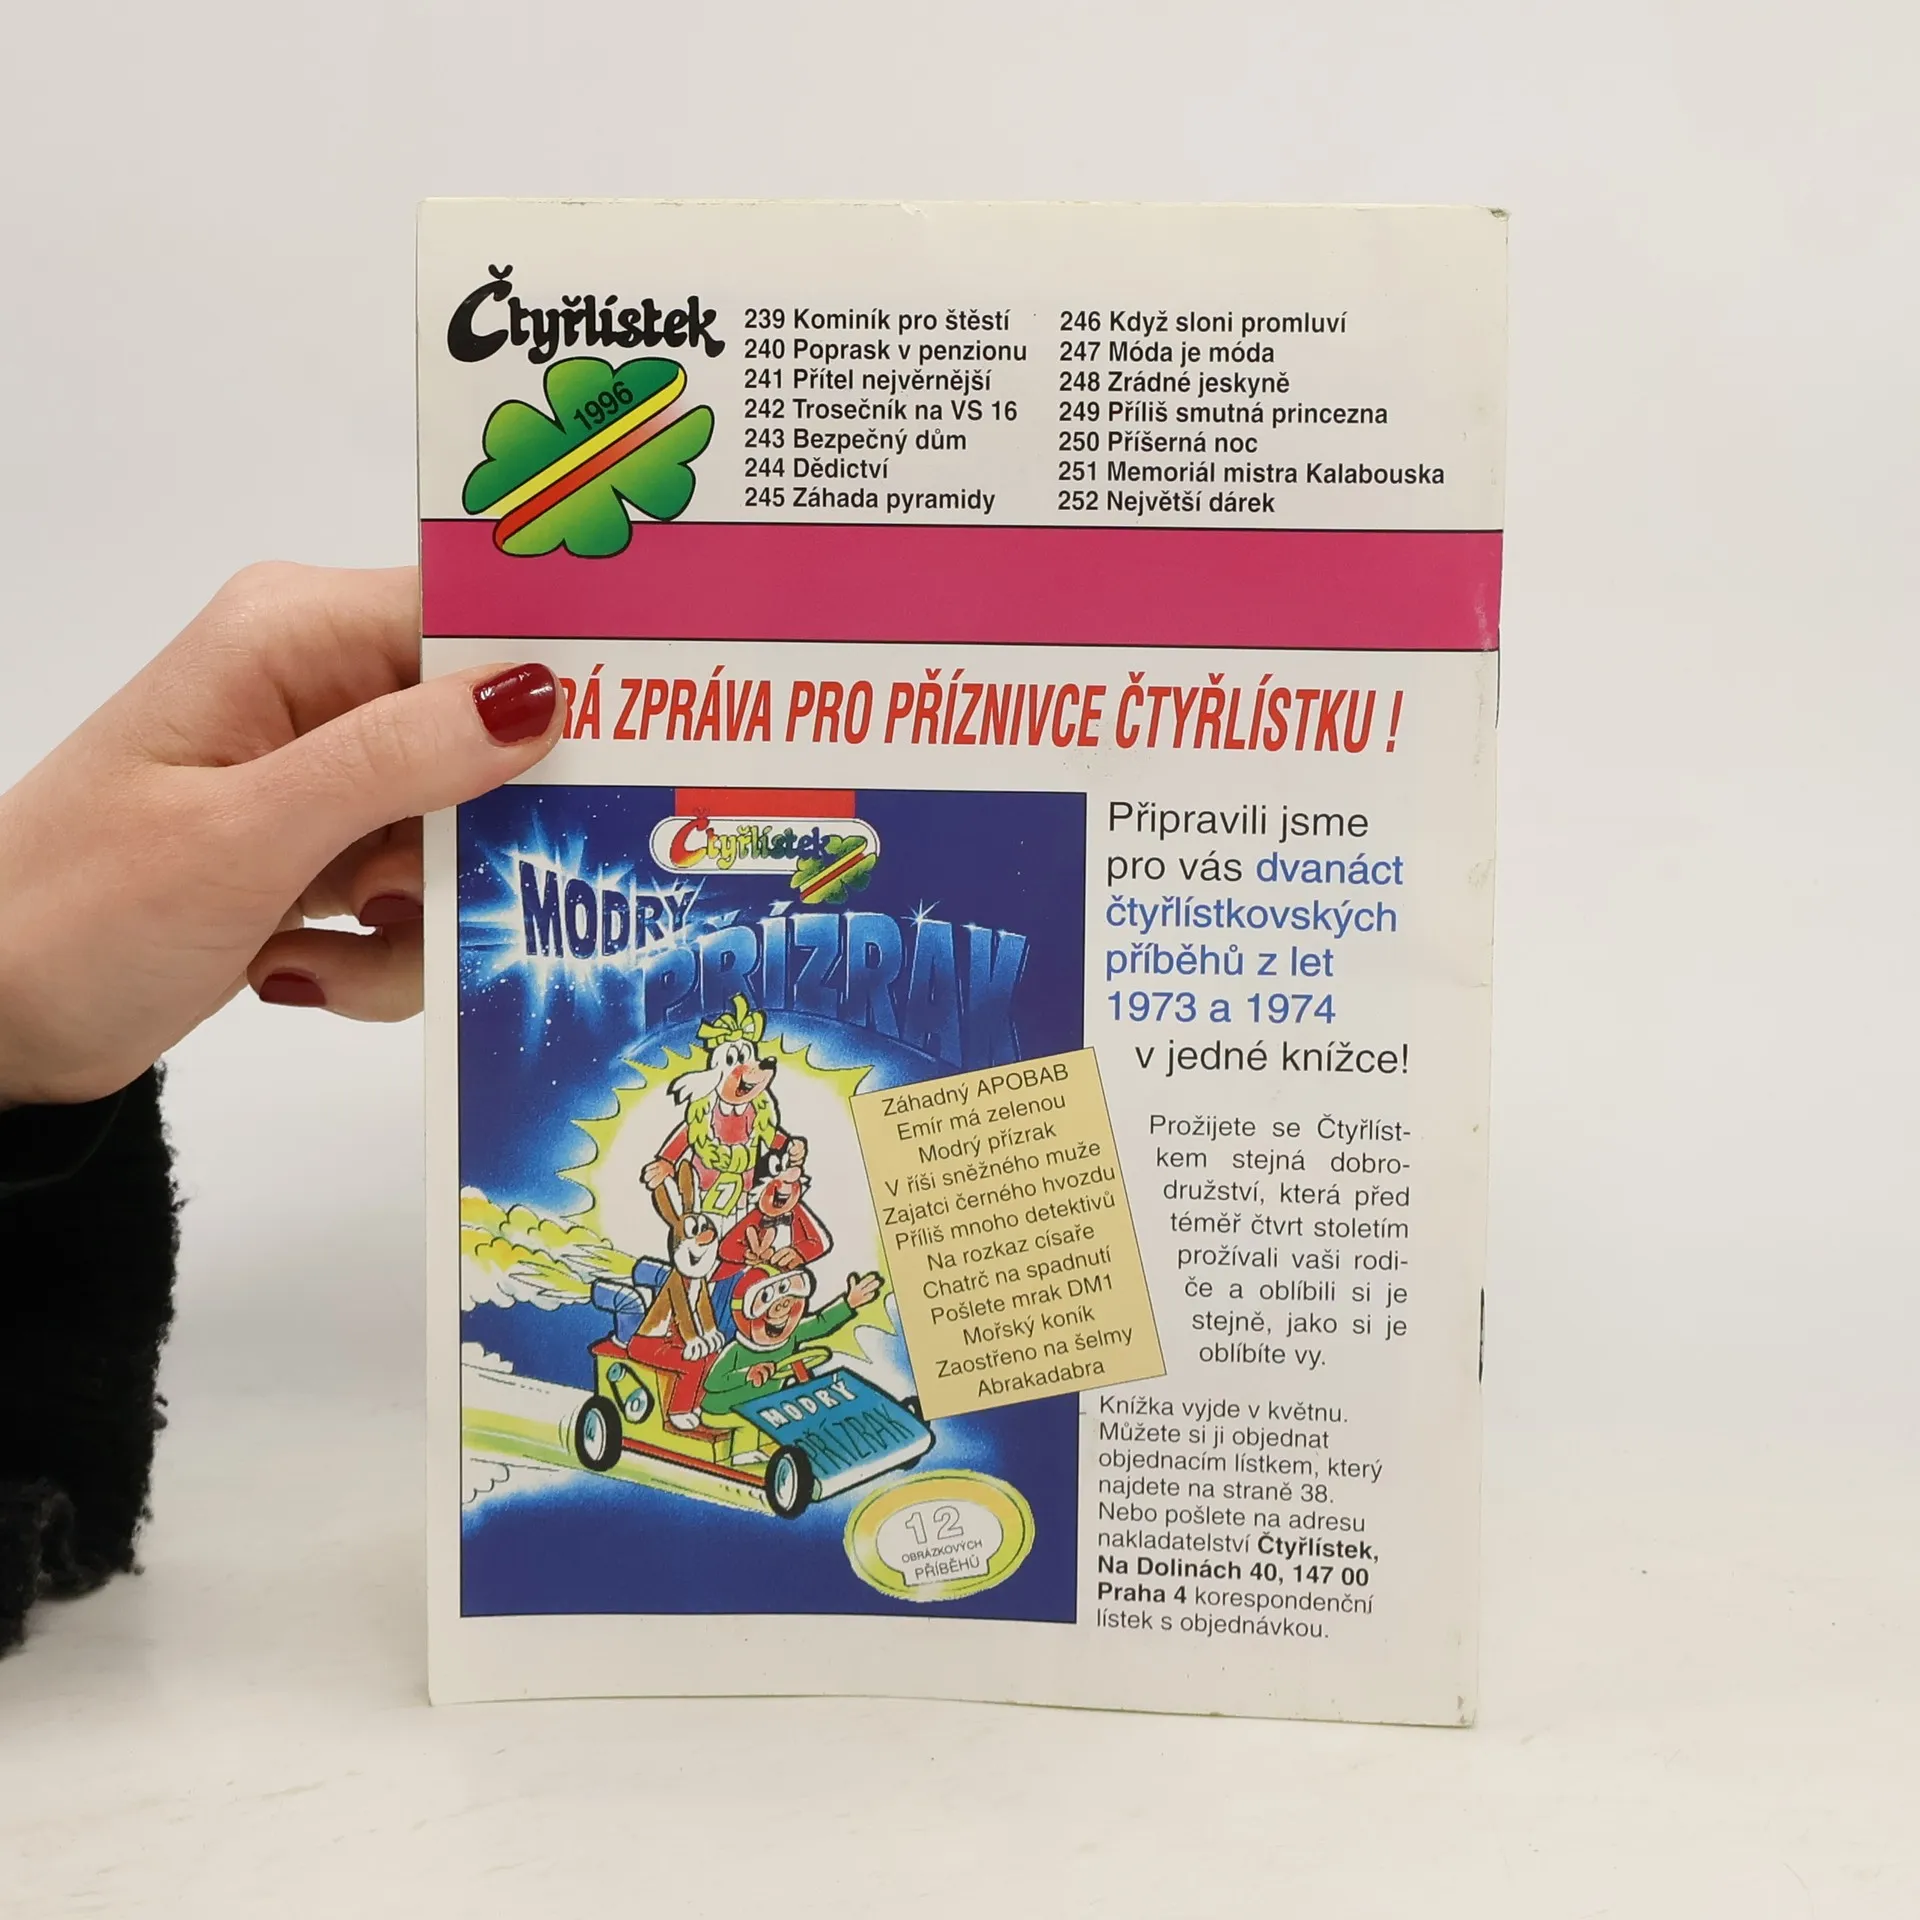 Čtyřlístek
1996
239 Kominík pro štěstí
240 Poprask v penzionu
241 Přítel nejvěrnější
242 Trosečník na VS 16
243 Bezpečný dům
244 Dědictví
245 Záhada pyramidy
246 Když sloni promluví
247 Móda je móda
248 Zrádné jeskyně
249 Příliš smutná princezna
250 Příšerná noc
251 Memoriál mistra Kalabouska
252 Největší dárek
RÁ ZPRÁVA PRO PŘÍZNIVCE ČTYŘLÍSTKU !
Čtyřlístek
MODRÝ
PŘÍZRAK
Záhadný APOBAB
Emír má zelenou
Modrý přízrak
V říši sněžného muže
Zajatci černého hvozdu
Příliš mnoho detektivů
Na rozkaz císaře
Chatrč na spadnutí
Pošlete mrak DM1
Mořský koník
Zaostřeno na šelmy
Abrakadabra
MODRÝ
PŘÍZRAK
12
OBRÁZKOVÝCH
PŘÍBĚHŮ
Připravili jsme
pro vás dvanáct
čtyřlístkovských
příběhů z let
1973 a 1974
v jedné knížce!
Prožijete se Čtyřlíst-
kem stejná dobro-
družství, která před
téměř čtvrt stoletím
prožívali vaši rodi-
če a oblíbili si je
stejně, jako si je
oblíbíte vy.
Knížka vyjde v květnu.
Můžete si ji objednat
objednacím lístkem, který
najdete na straně 38.
Nebo pošlete na adresu
nakladatelství Čtyřlístek,
Na Dolinách 40, 147 00
Praha 4 korespondenční
lístek s objednávkou.